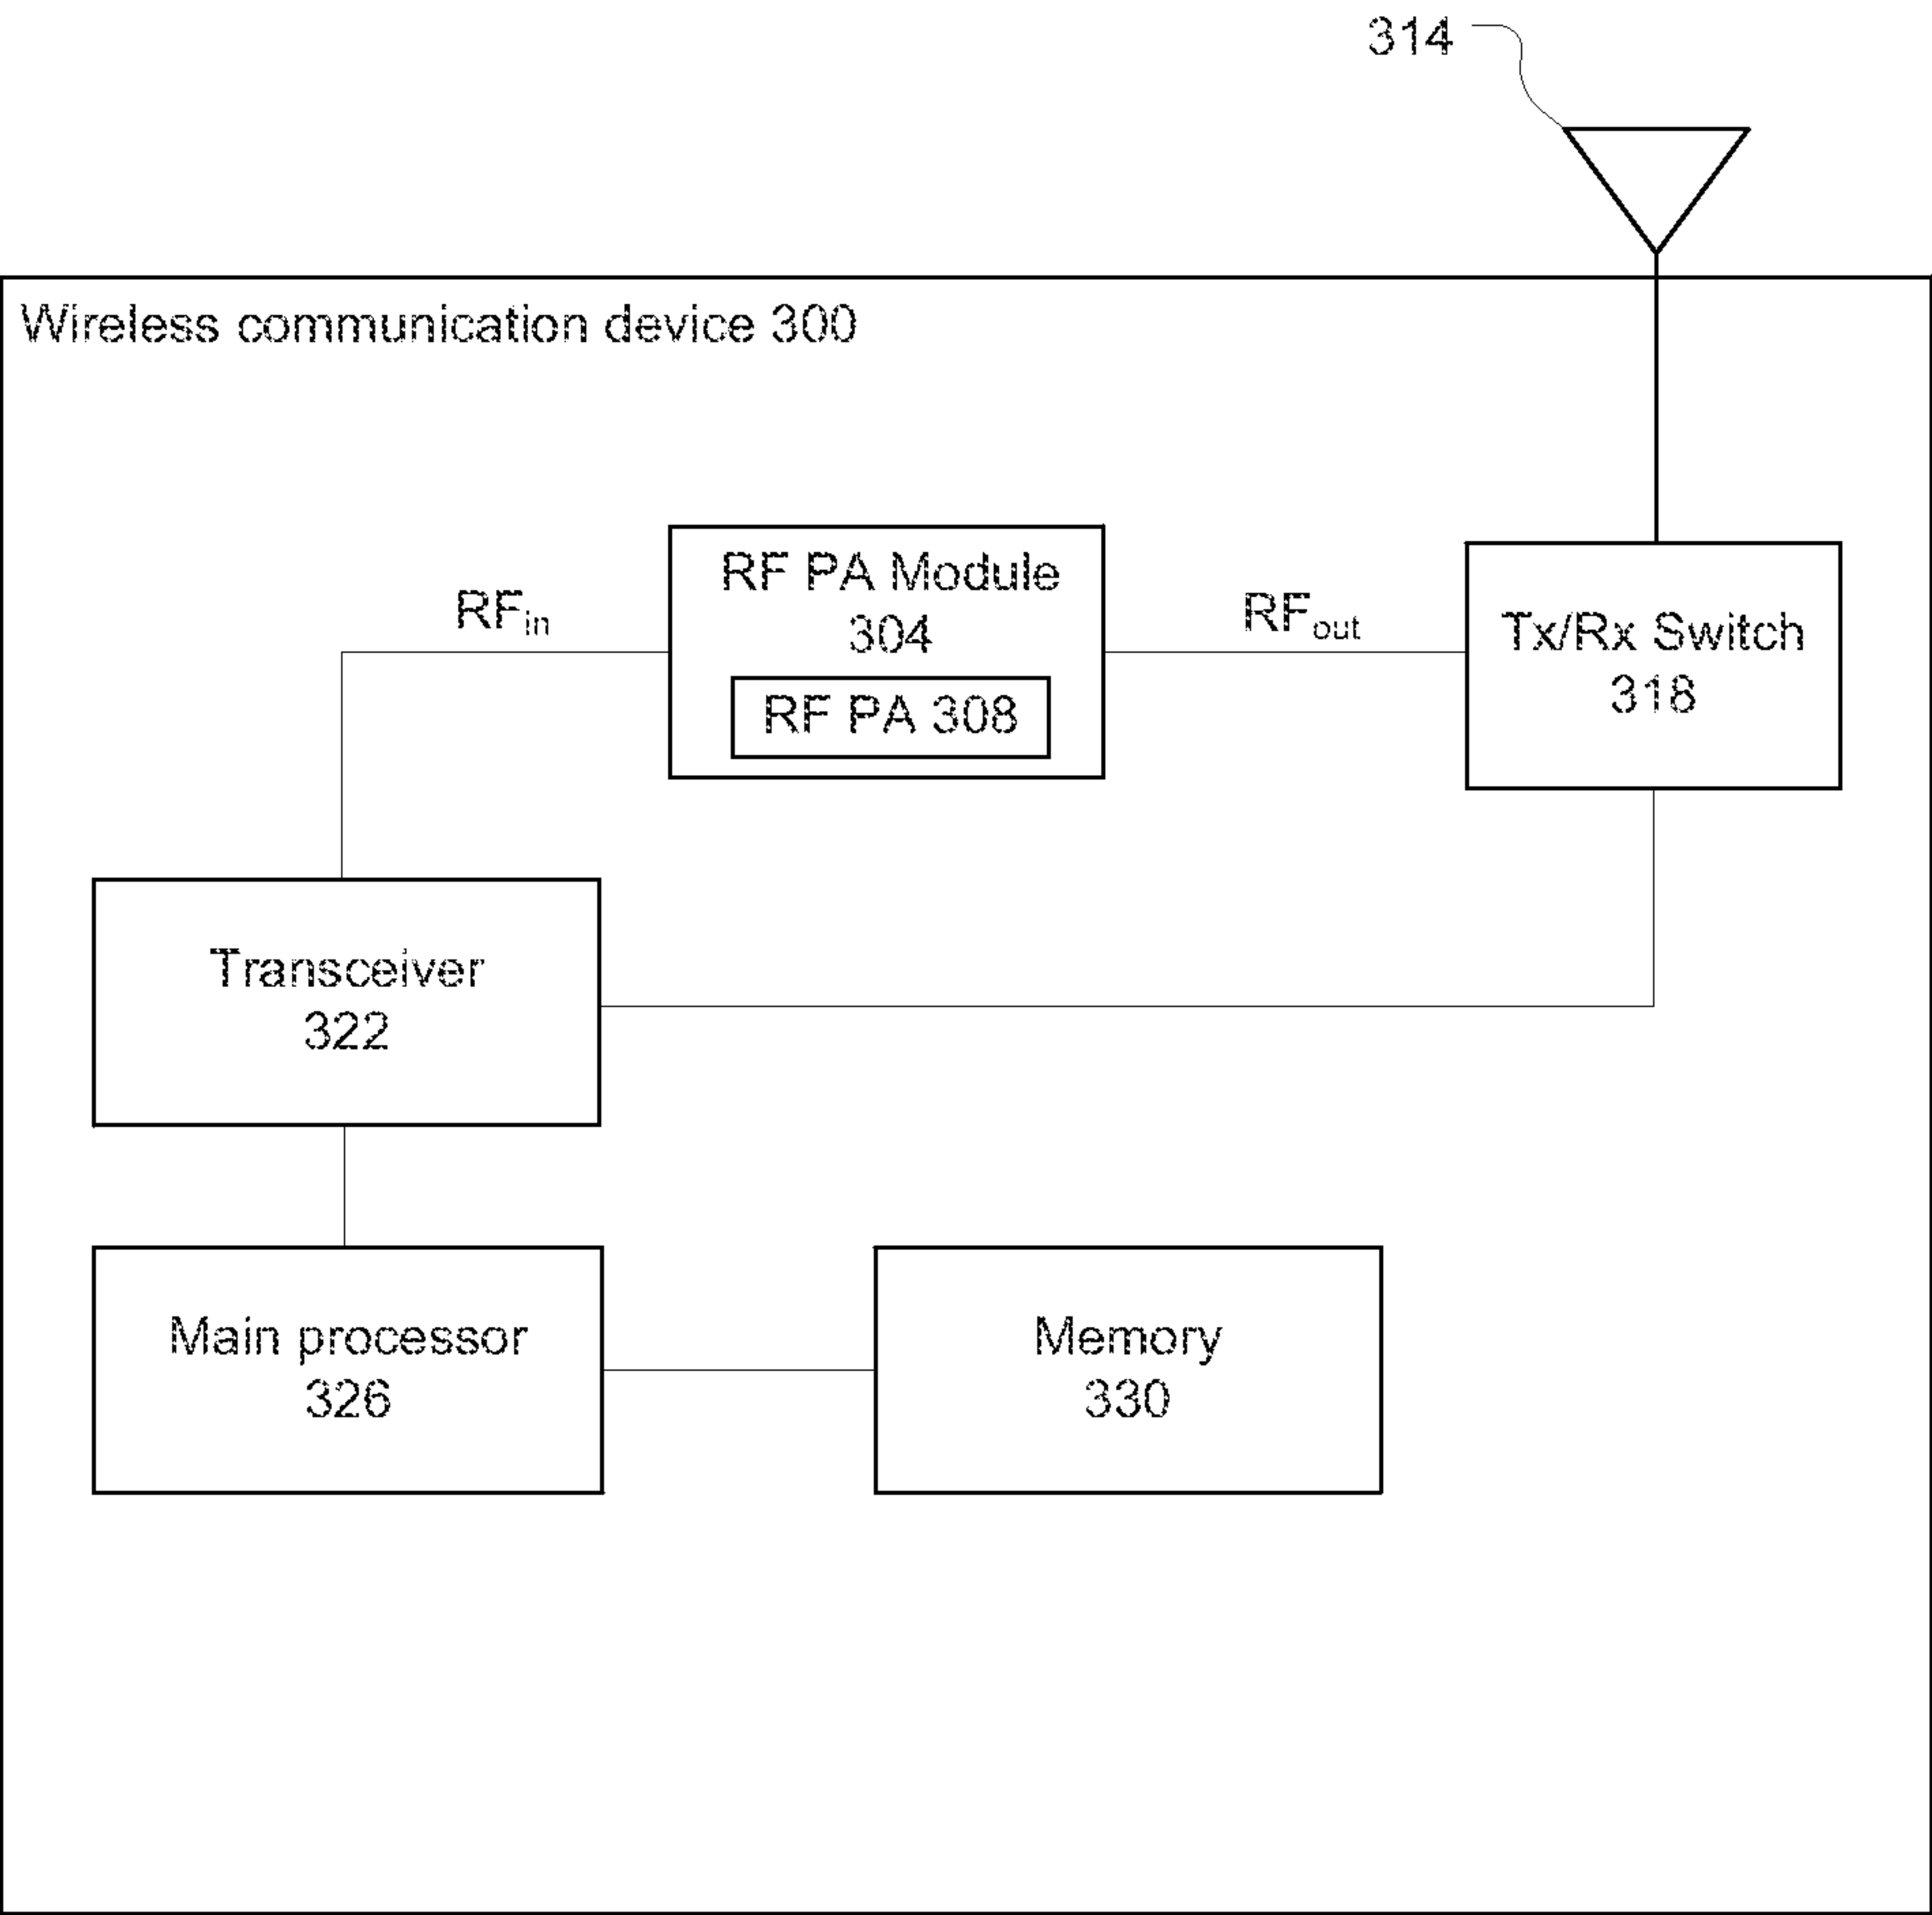 314
Wireless communication device 300
RF PA Module
304
RF PA 308
RFin
RFout
Tx/Rx Switch
318
Transceiver
322
Main processor
326
Memory
330